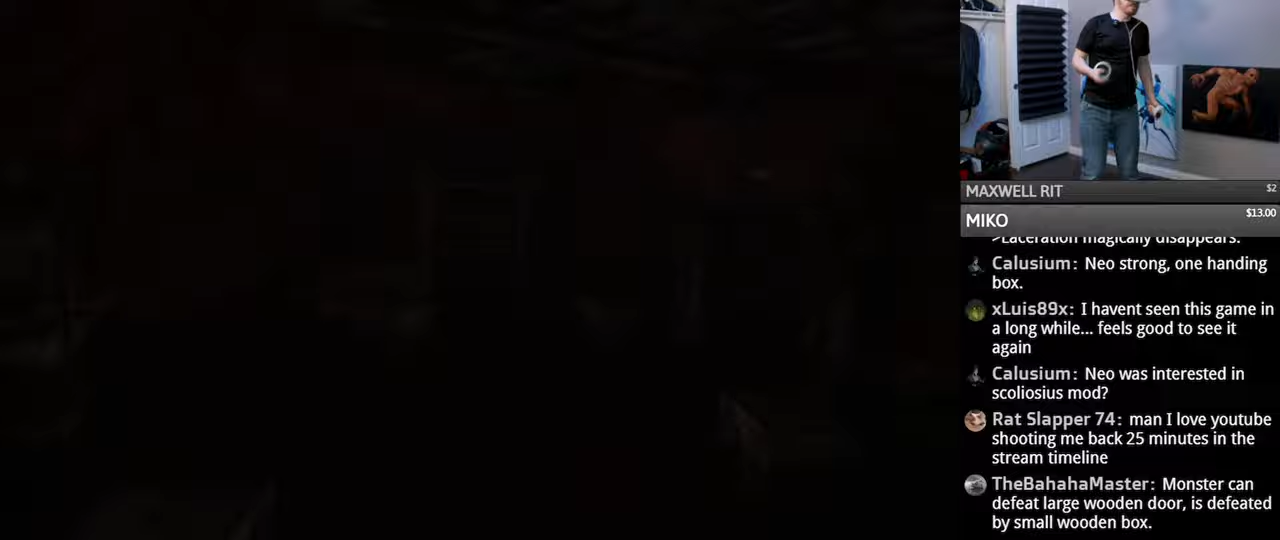 MAXWELL RIT $2
MIKO $13.00
>Laceration magically disappears.
Calusium: Neo strong, one handing
box.
xLuis89x: I havent seen this game in
a long while... feels good to see it
again
Calusium: Neo was interested in
scoliosius mod?
Rat Slapper 74: man I love youtube
shooting me back 25 minutes in the
stream timeline
TheBahahaMaster: Monster can
defeat large wooden door, is defeated
by small wooden box.